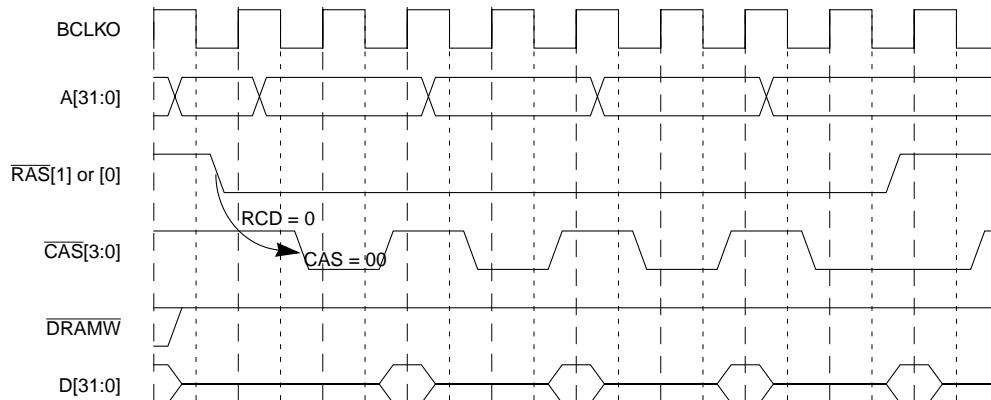 BCLKO
A[31:0]
RAS[1] or [0]
RCD = 0
CAS[3:0]
CAS = 00
DRAMW
D[31:0]